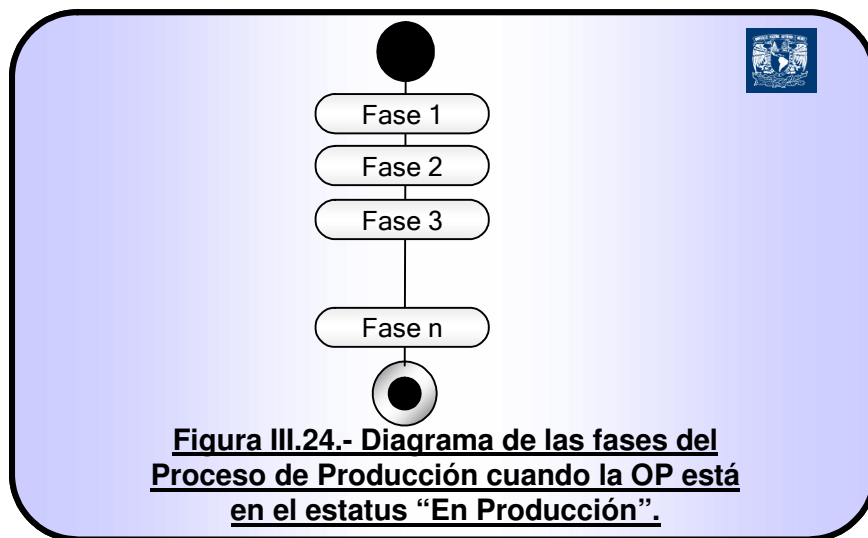 Fase 1
Fase 2
Fase 3
Fase n
Figura III.24.- Diagrama de las fases del
Proceso de Producción cuando la OP está
en el estatus “En Producción”.